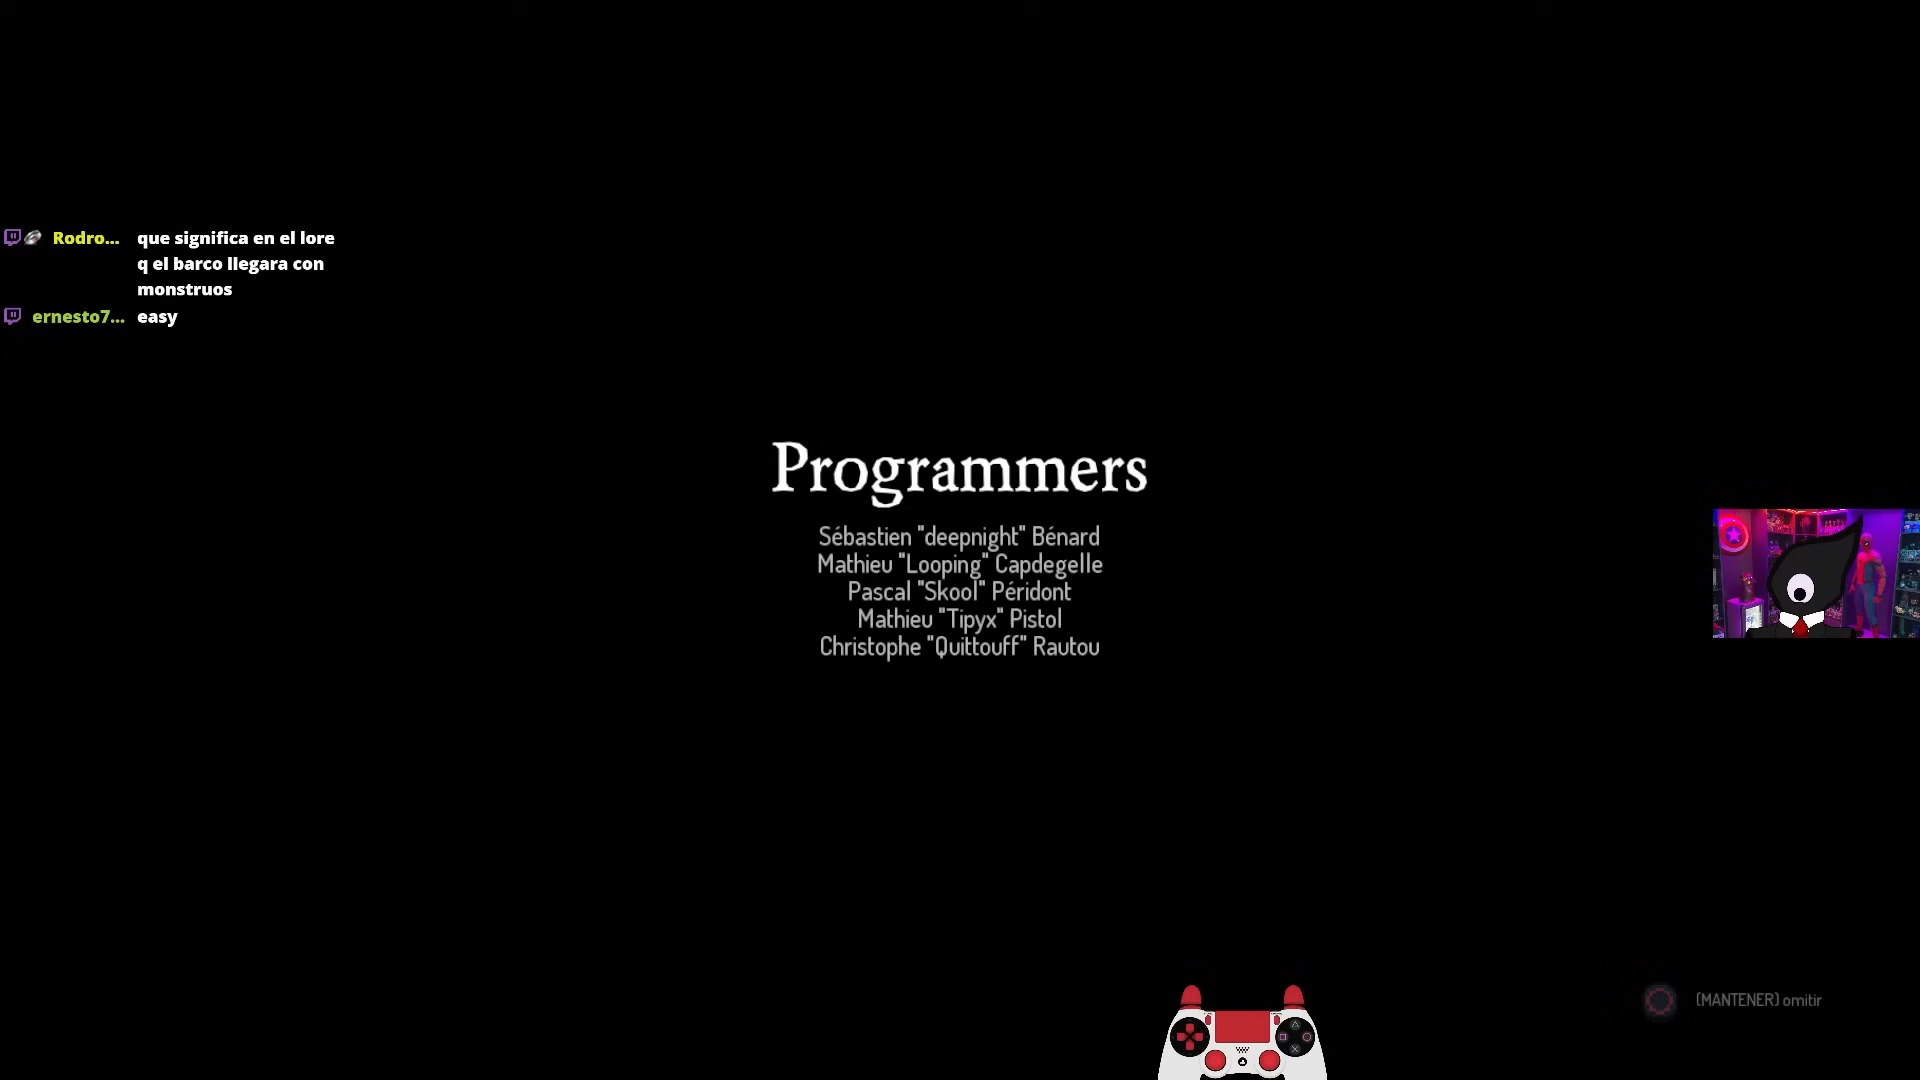 Rodro... que significa en el lore
q el barco llegara con
monstruos
ernesto7... easy
Programmers
Sébastien "deepnight" Bénard
Mathieu "Looping" Capdegelle
Pascal "Skool" Péridont
Mathieu "Tipyx" Pistol
Christophe "Quittouff" Rautou
(MANTENER) omitir